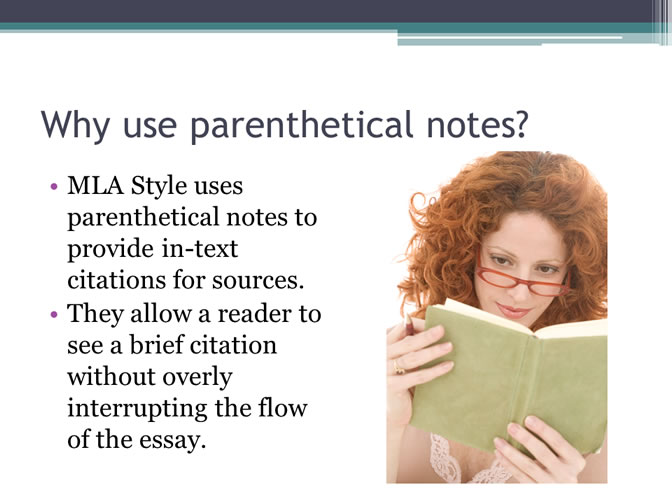 Why use parenthetical notes?
• MLA Style uses
parenthetical notes to
provide in-text
citations for sources.
• They allow a reader to
see a brief citation
without overly
interrupting the flow
of the essay.